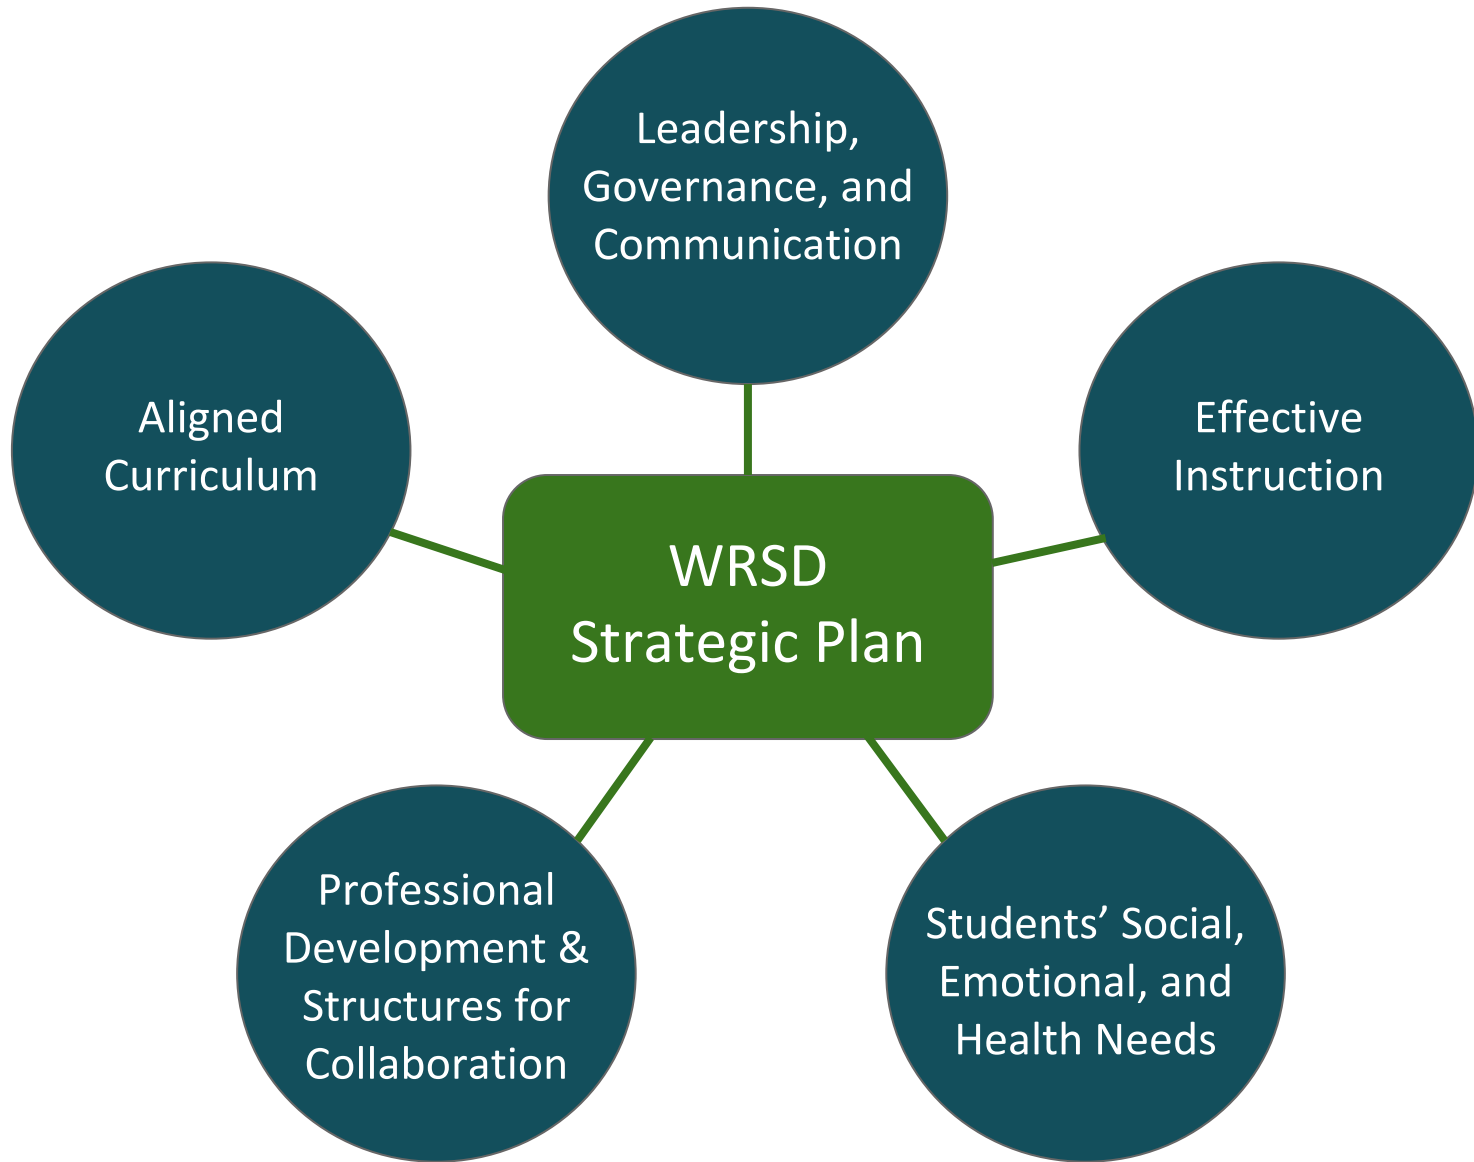 Leadership,
Governance, and
Communication
Aligned
Curriculum
Effective
Instruction
WRSD
Strategic Plan
Professional
Development &
Structures for
Collaboration
Students’ Social,
Emotional, and
Health Needs